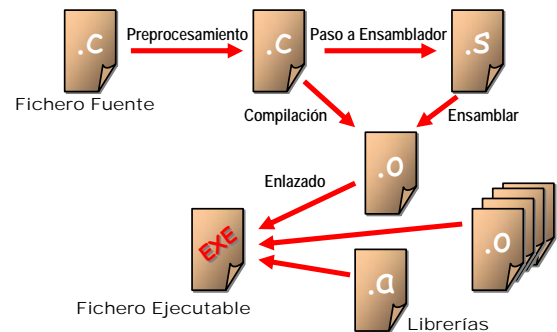 Preprocesamiento
Paso a Ensamblador
.c
.c
.s
Fichero Fuente
Compilación
Ensamblar
.o
Enlazado
EXE
.o
.a
Fichero Ejecutable
Librerías